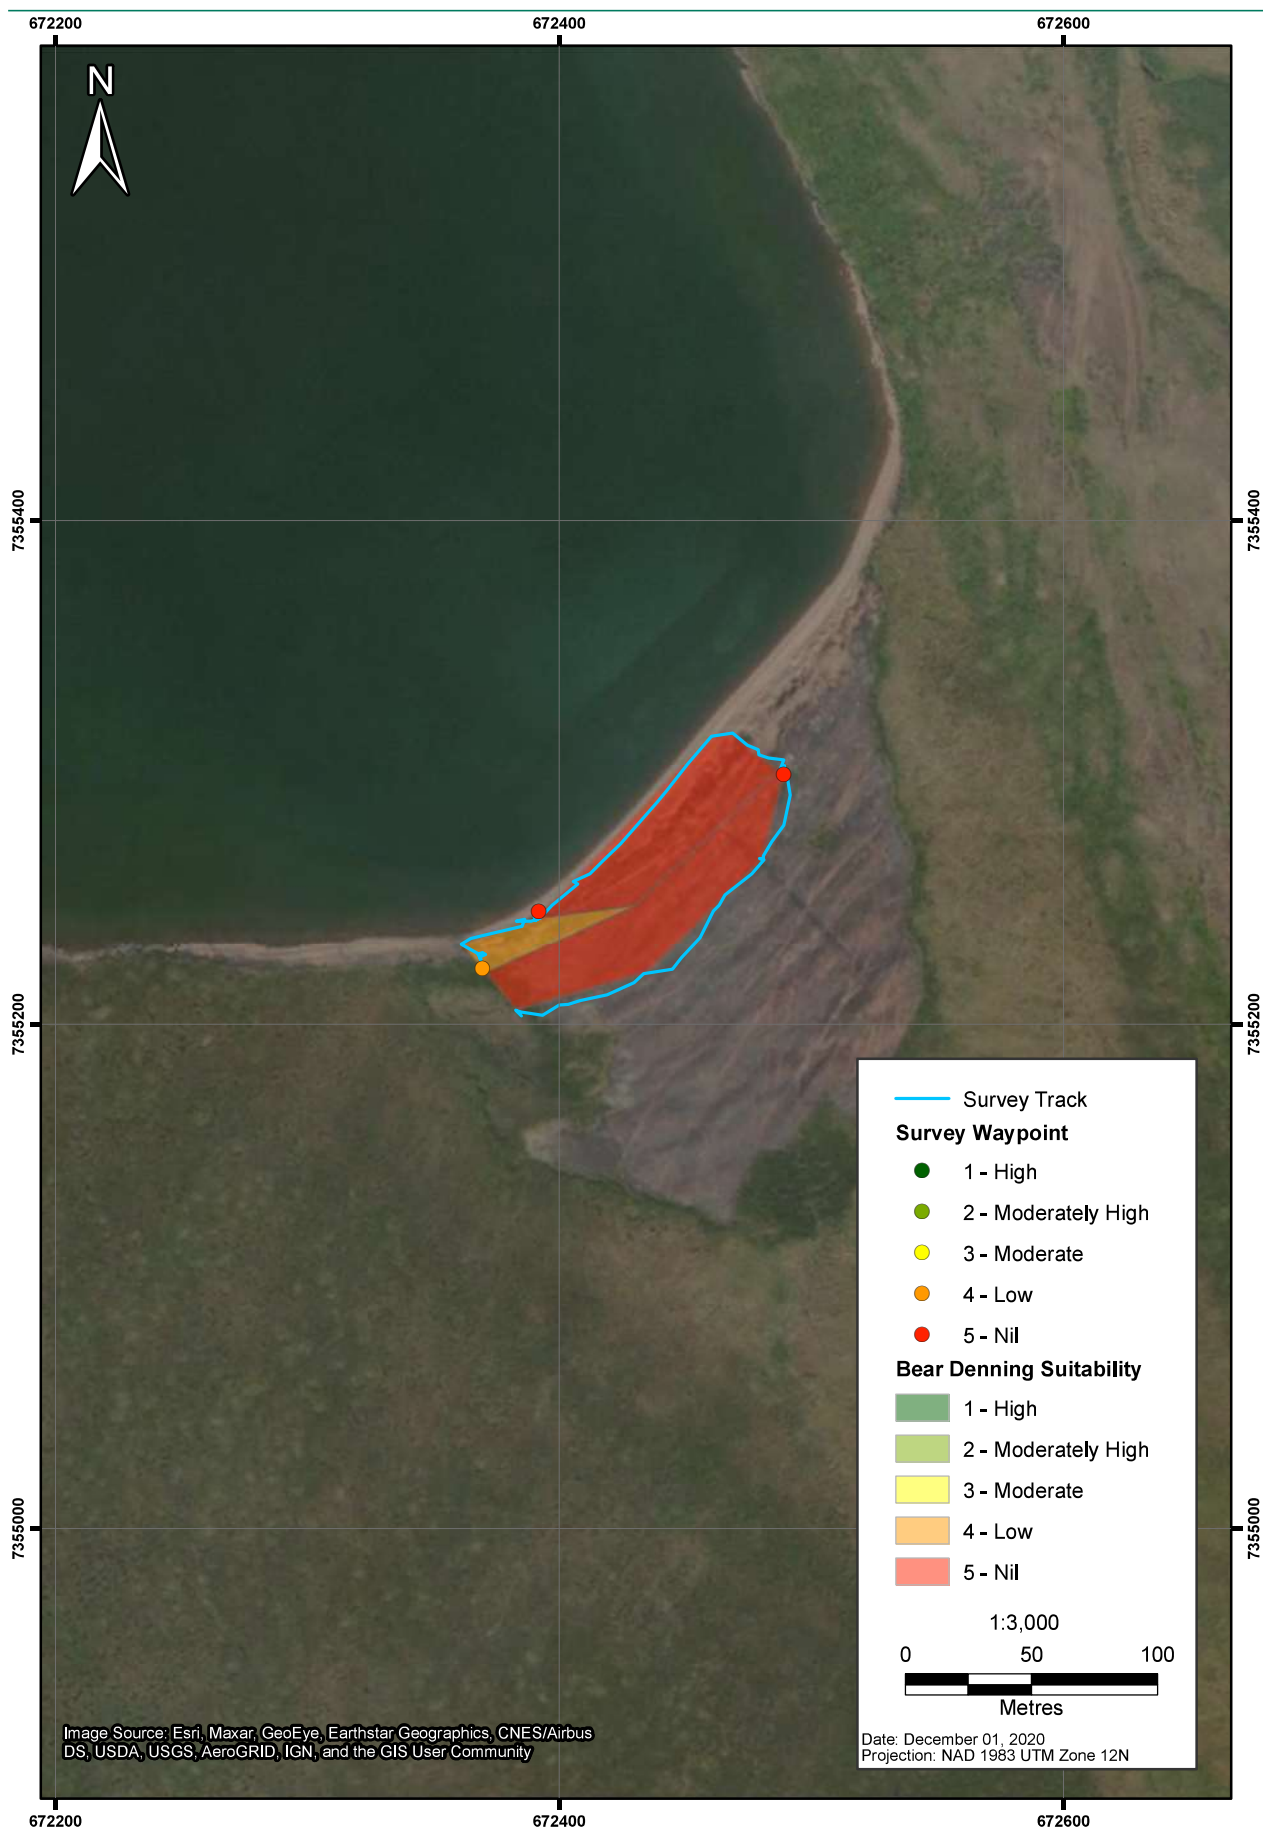 672200 672400 672600
N
7355400 7355400
7355200 7355200
7355000 7355000
Survey Track
Survey Waypoint
1 - High
2 - Moderately High
3 - Moderate
4 - Low
5 - Nil
Bear Denning Suitability
1 - High
2 - Moderately High
3 - Moderate
4 - Low
5 - Nil
1:3,000
0 50 100
Metres
Date: December 01, 2020
Projection: NAD 1983 UTM Zone 12N
Image Source: Esri, Maxar, GeoEye, Earthstar Geographics, CNES/Airbus
DS, USDA, USGS, AeroGRID, IGN, and the GIS User Community
672200 672400 672600